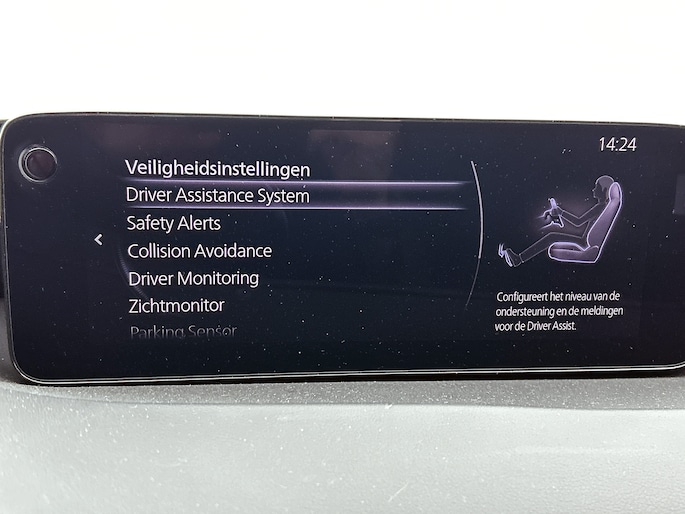 14:24
Veiligheidsinstellingen
Driver Assistance System
Safety Alerts
Collision Avoidance
Driver Monitoring
Zichtmonitor
Parking Sensor
Configureert het niveau van de
ondersteuning en de meldingen
voor de Driver Assist.